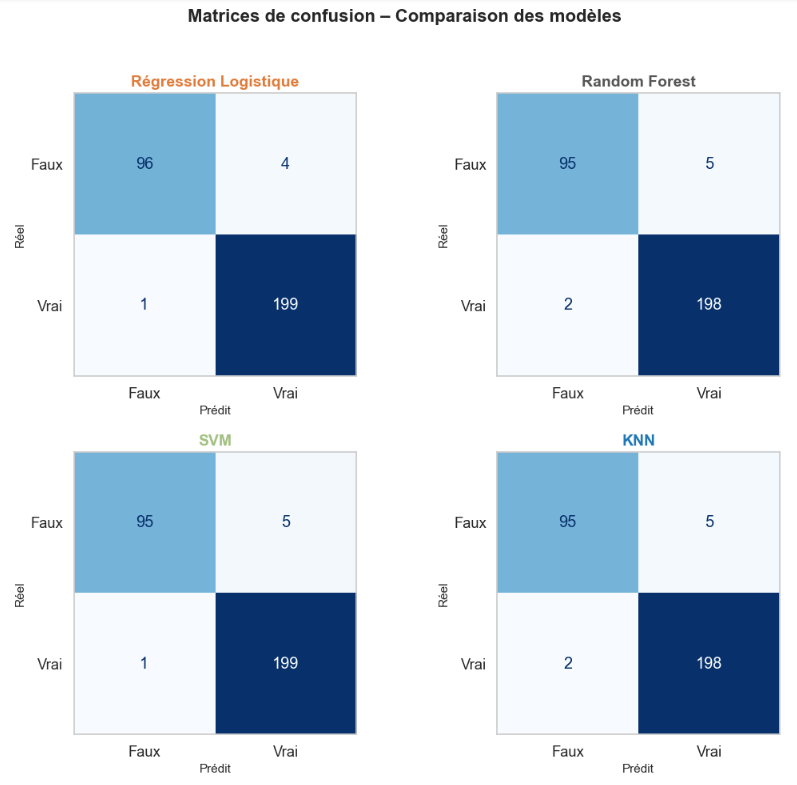 Matrices de confusion – Comparaison des modèles
Régression Logistique
Faux
96
4
Réel
Vrai
1
199
Faux
Vrai
Prédit
Random Forest
Faux
95
5
Réel
Vrai
2
198
Faux
Vrai
Prédit
SVM
Faux
95
5
Réel
Vrai
1
199
Faux
Vrai
Prédit
KNN
Faux
95
5
Réel
Vrai
2
198
Faux
Vrai
Prédit